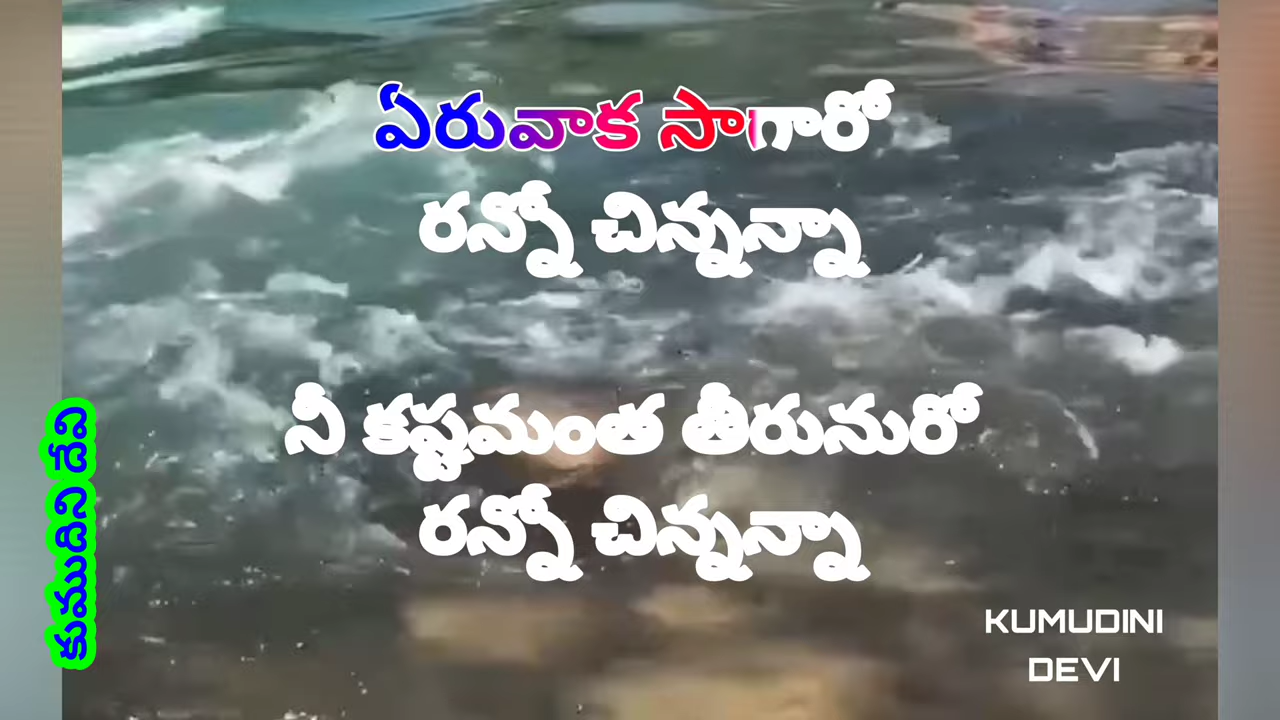 ఏరువాక సాగారో
రన్నో చిన్నన్నా
నీ కష్టమంత తీరునురో
రన్నో చిన్నన్నా
కుముదిని దేవి
KUMUDINI
DEVI